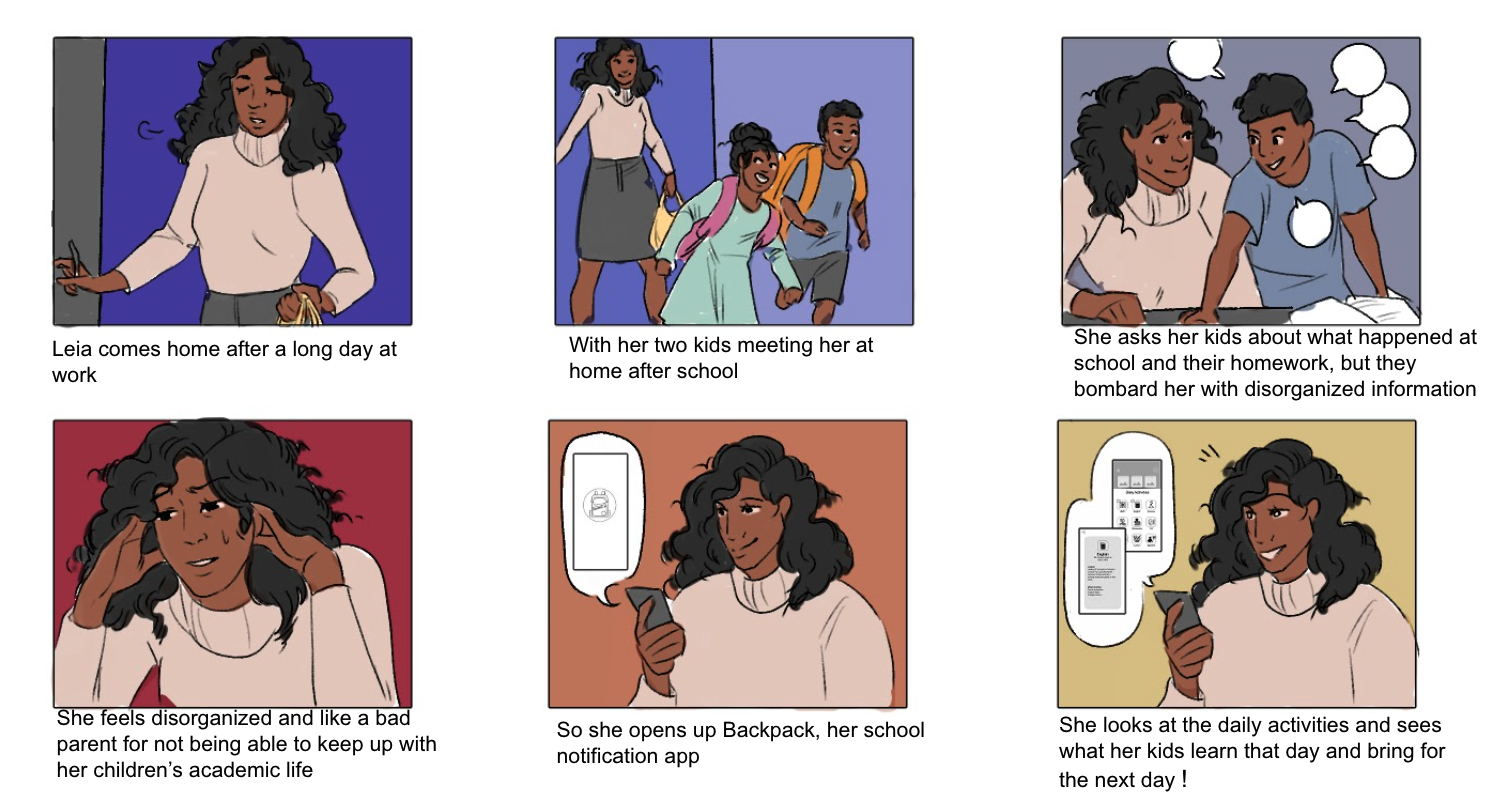 Leia comes home after a long day at
work
With her two kids meeting her at
home after school
She asks her kids about what happened at
school and their homework, but they
bombard her with disorganized information
She feels disorganized and like a bad
parent for not being able to keep up with
her children's academic life
So she opens up Backpack, her school
notification app
Daily Activities
English
She looks at the daily activities and sees
what her kids learn that day and bring for
the next day !